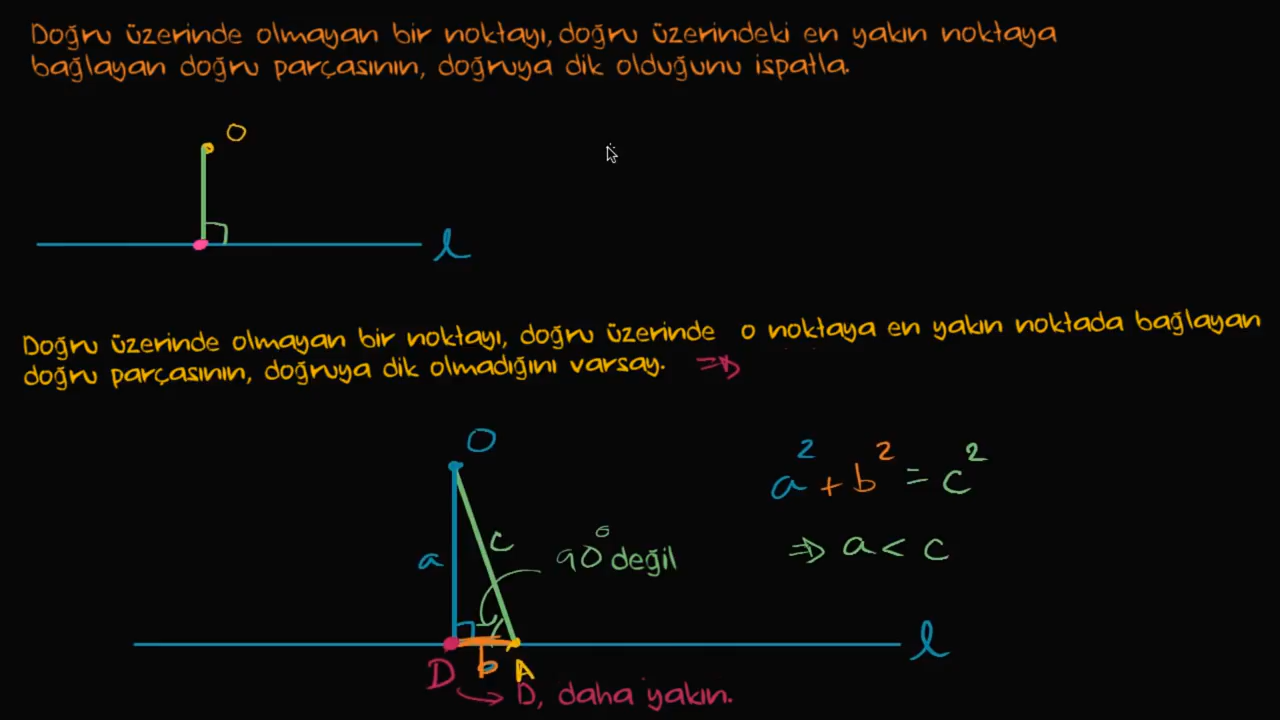 Doğru üzerinde olmayan bir noktayı, doğru üzerindeki en yakın noktaya
bağlayan doğru parçasının, doğruya dik olduğunu ispatla.
O
l
Doğru üzerinde olmayan bir noktayı, doğru üzerinde o noktaya en yakın noktada bağlayan
doğru parçasının, doğruya dik olmadığını varsay. ⇒
O
a² + b² = c²
c
a
90° değil
⇒ a < c
l
D
b
A
D, daha yakın.